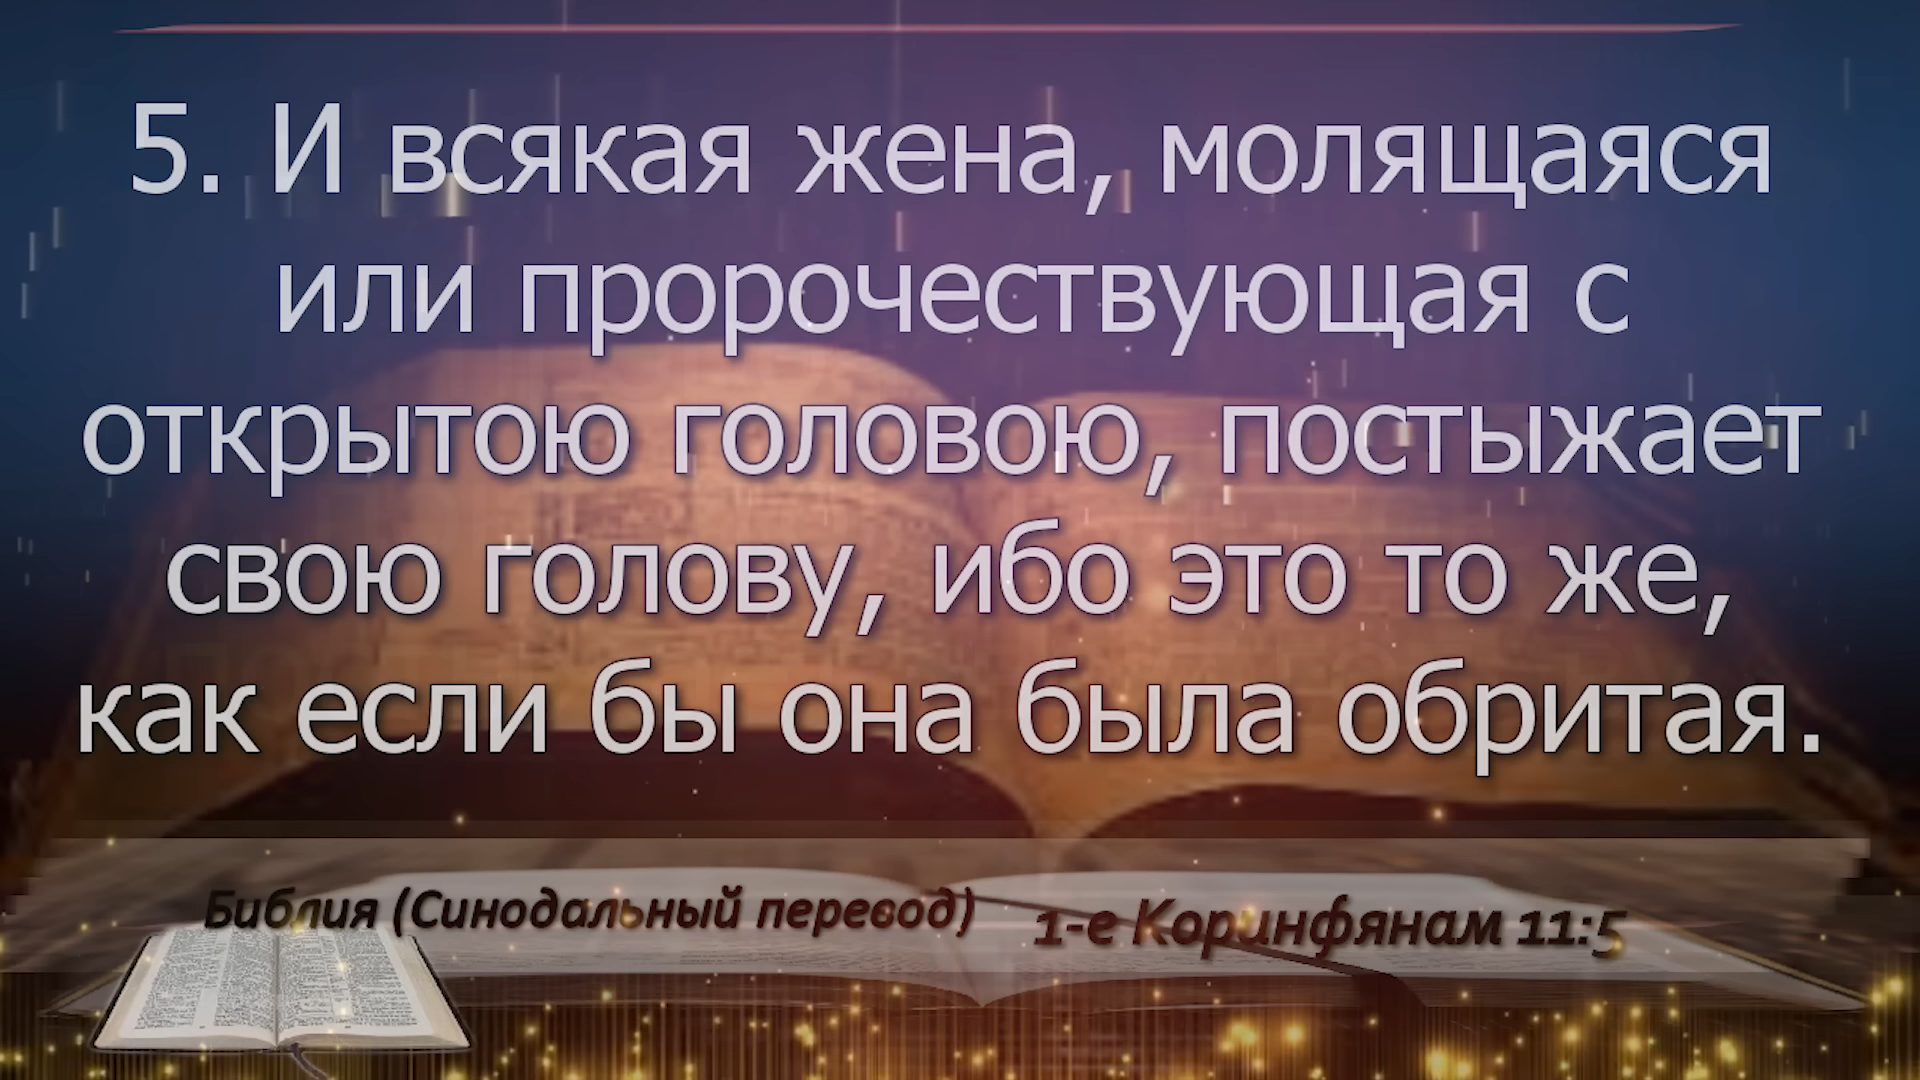 5. И всякая жена, молящаяся
или пророчествующая с
открытою головою, постыжает
свою голову, ибо это то же,
как если бы она была обритая.
Библия (Синодальный перевод) 1-е Коринфянам 11:5